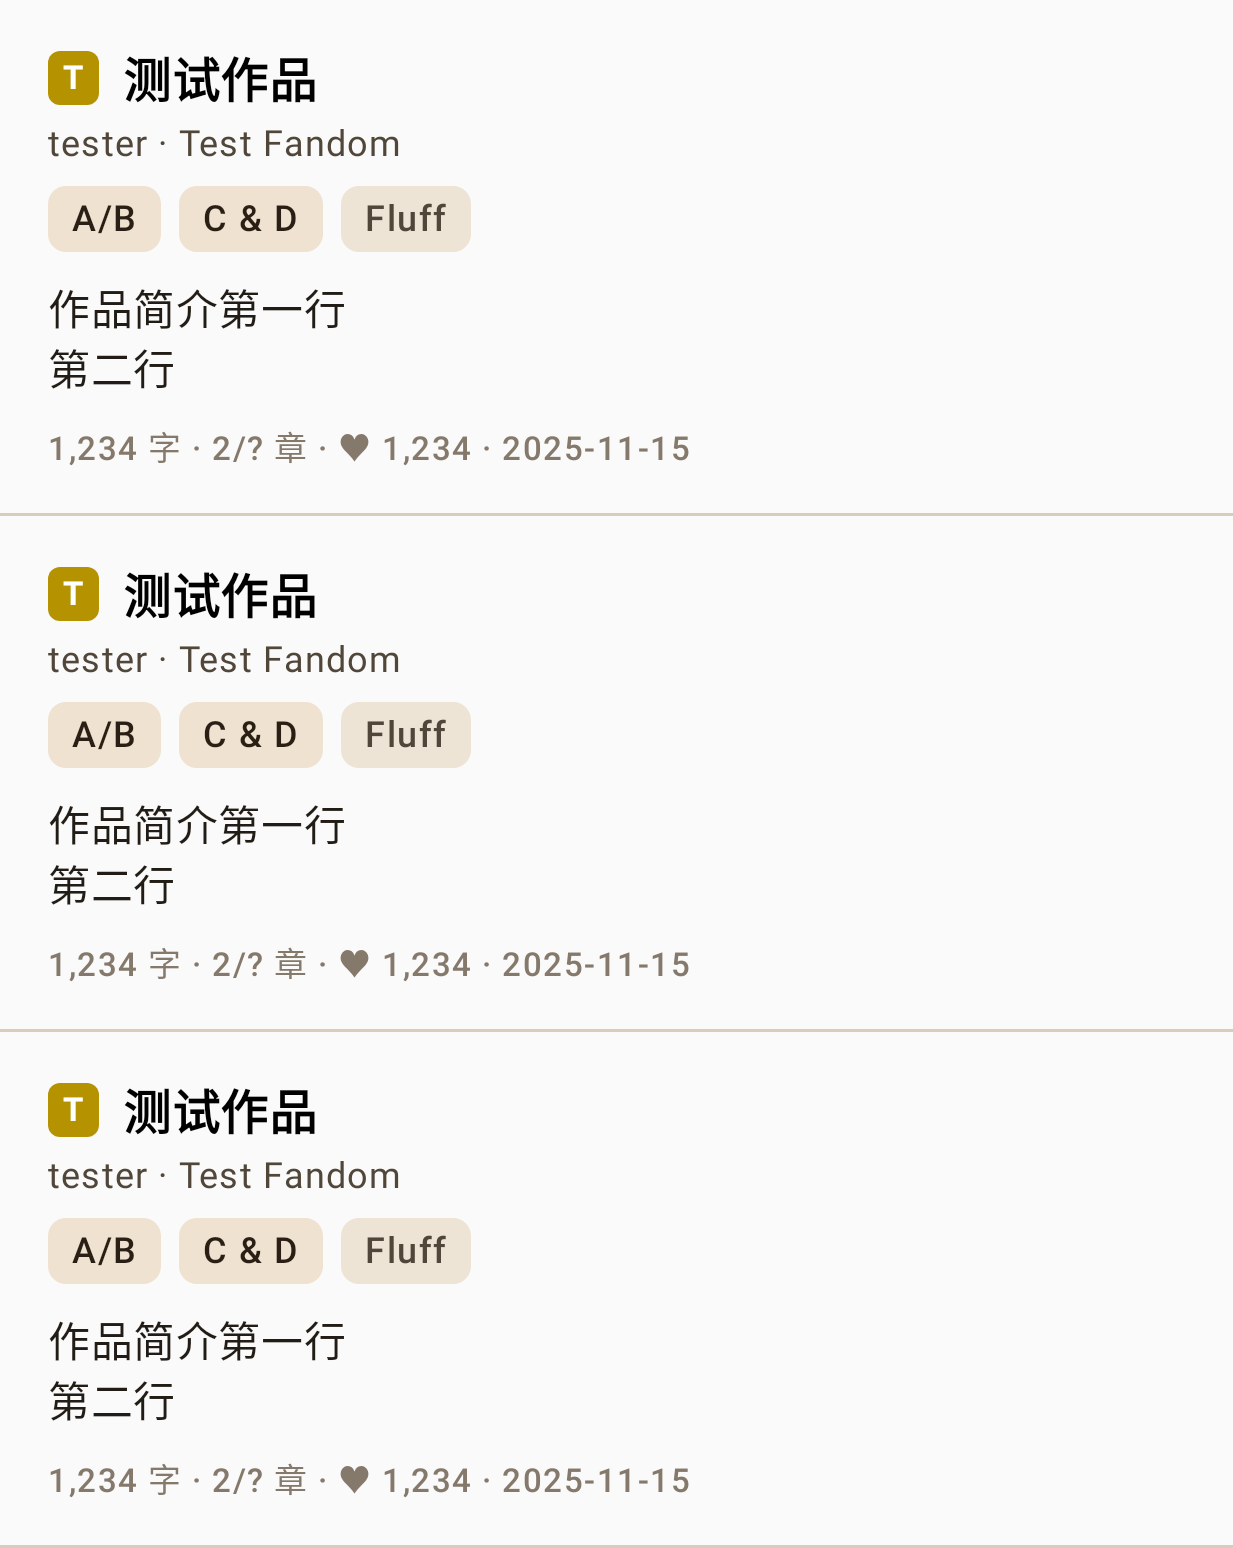 T 测试作品
tester · Test Fandom
A/B C & D Fluff
作品简介第一行
第二行
1,234 字 · 2/? 章 · ♥ 1,234 · 2025-11-15
T 测试作品
tester · Test Fandom
A/B C & D Fluff
作品简介第一行
第二行
1,234 字 · 2/? 章 · ♥ 1,234 · 2025-11-15
T 测试作品
tester · Test Fandom
A/B C & D Fluff
作品简介第一行
第二行
1,234 字 · 2/? 章 · ♥ 1,234 · 2025-11-15